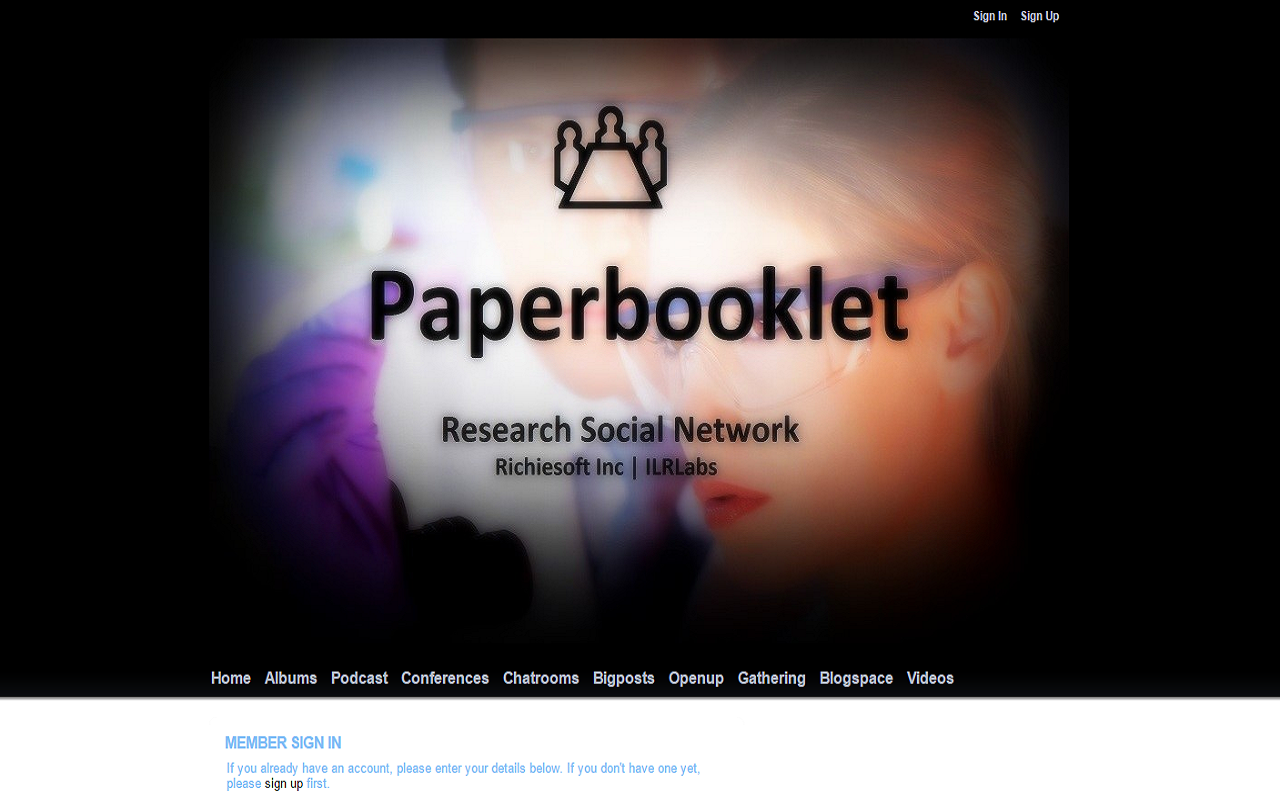 Sign In Sign Up
Paperbooklet
Research Social Network
Richiesoft Inc | ILRLabs
Home Albums Podcast Conferences Chatrooms Bigposts Openup Gathering Blogspace Videos
MEMBER SIGN IN
If you already have an account, please enter your details below. If you don't have one yet,
please sign up first.